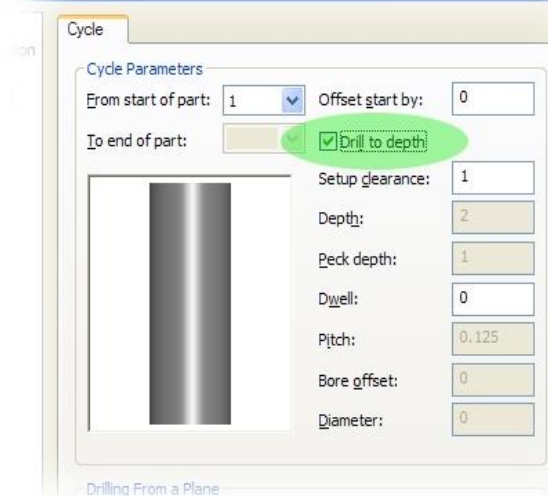 Cycle
Cycle Parameters
From start of part: 1
Offset start by: 0
To end of part:
Drill to depth
Setup clearance: 1
Depth: 2
Peck depth: 1
Dwell: 0
Pitch: 0.125
Bore offset: 0
Diameter: 0
Drilling From a Plane